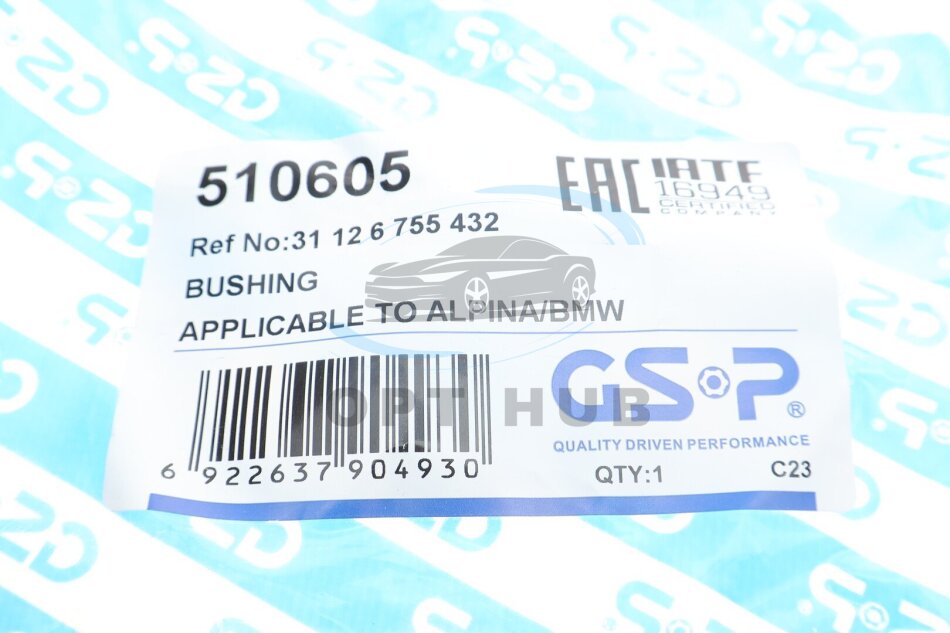 510605
EAC
IATF
16949
CERTIFIED
COMPANY
Ref No:31 12 6 755 432
BUSHING
APPLICABLE TO ALPINA/BMW
6 922637 904930
OPT HUB
GS·P®
QUALITY DRIVEN PERFORMANCE
QTY:1
C23